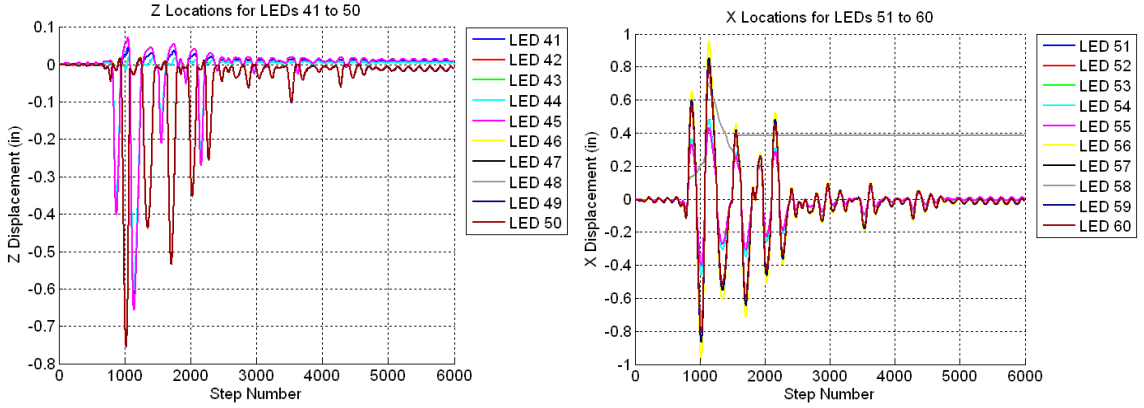 Z Locations for LEDs 41 to 50
0.1
0
-0.1
-0.2
-0.3
-0.4
-0.5
-0.6
-0.7
-0.8
Z Displacement (in)
0 1000 2000 3000 4000 5000 6000
Step Number
LED 41
LED 42
LED 43
LED 44
LED 45
LED 46
LED 47
LED 48
LED 49
LED 50
X Locations for LEDs 51 to 60
1
0.8
0.6
0.4
0.2
0
-0.2
-0.4
-0.6
-0.8
-1
X Displacement (in)
0 1000 2000 3000 4000 5000 6000
Step Number
LED 51
LED 52
LED 53
LED 54
LED 55
LED 56
LED 57
LED 58
LED 59
LED 60